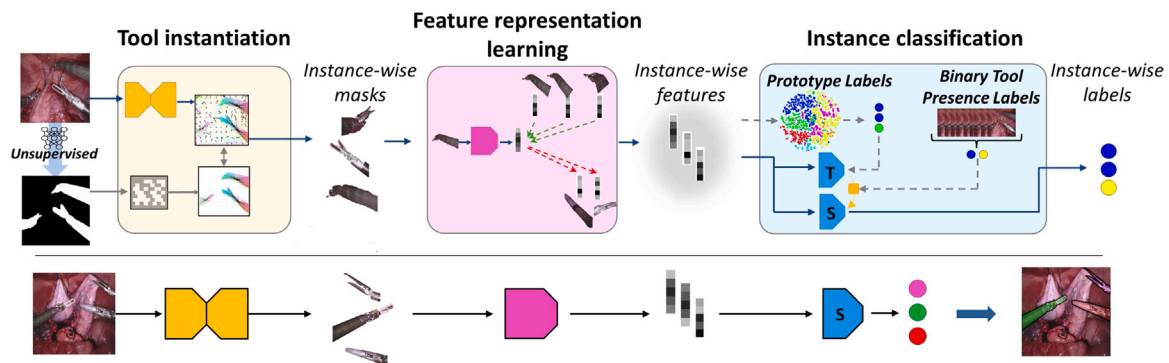 Tool instantiation
Feature representation
learning
Instance classification
Unsupervised
Instance-wise
masks
Instance-wise
features
Prototype Labels
Binary Tool
Presence Labels
T
S
Instance-wise
labels
S